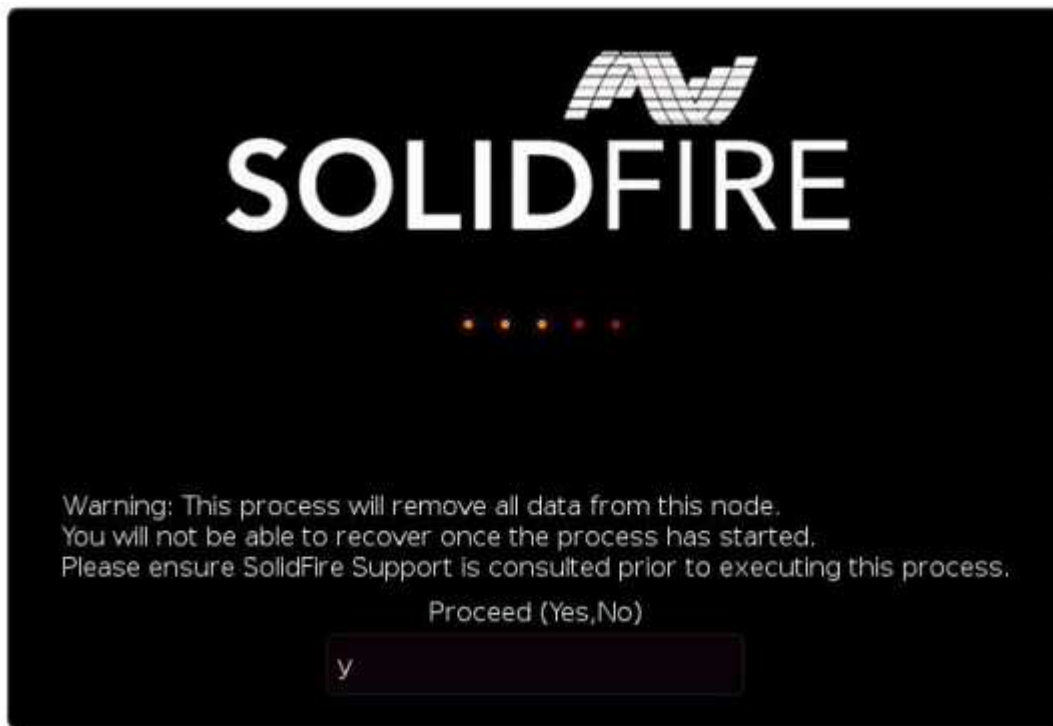 SOLIDFIRE
Warning: This process will remove all data from this node.
You will not be able to recover once the process has started.
Please ensure SolidFire Support is consulted prior to executing this process.
Proceed (Yes,No)
y